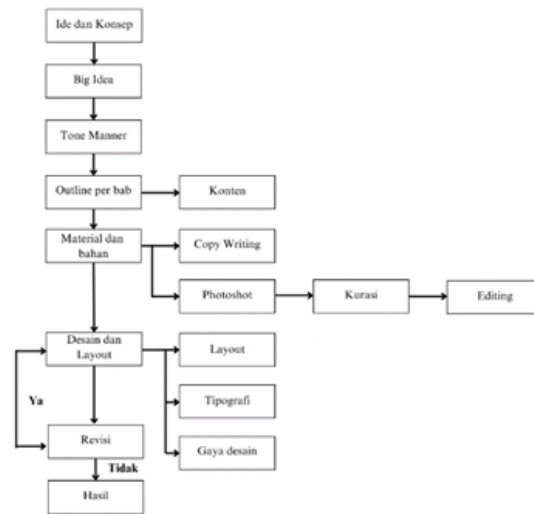 Ide dan Konsep
Big Idea
Tone Manner
Outline per bab
Konten
Material dan
bahan
Copy Writing
Photoshot
Kurasi
Editing
Desain dan
Layout
Layout
Ya
Tipografi
Revisi
Gaya desain
Tidak
Hasil